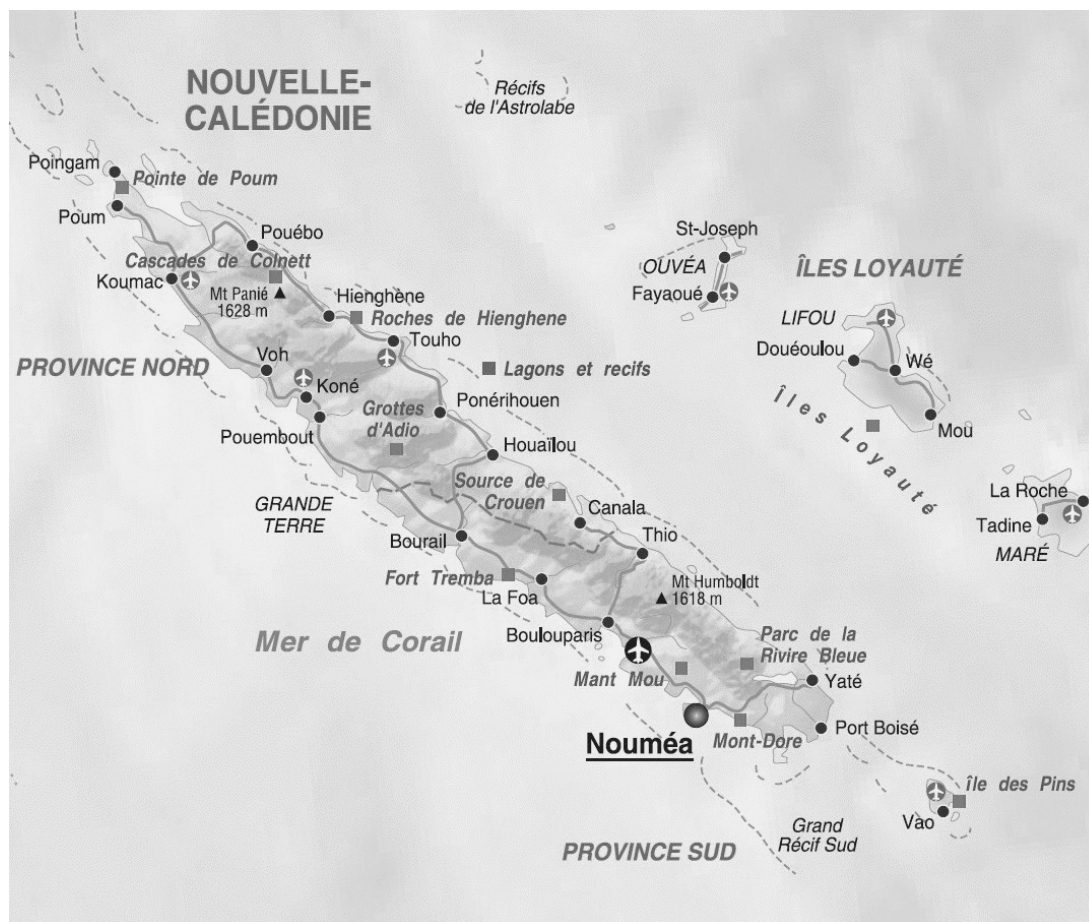 NOUVELLE-
CALÉDONIE
Récifs
de l'Astrolabe
Poingam
Pointe de Poum
Poum
Pouébo
St-Joseph
Cascades de Colnett
OUVÉA
ÎLES LOYAUTÉ
Koumac
Mt Panié
1628 m
Fayaoué
Hienghène
Roches de Hienghene
LIFOU
Touho
Douéoulou
Voh
Wé
PROVINCE NORD
Lagons et recifs
Koné
Ponérihouen
Grottes
d'Adio
Îles Loyauté
Pouembout
Mou
Houaïlou
Source de
Crouen
La Roche
GRANDE
TERRE
Canala
Tadine
Thio
Bourail
MARÉ
Fort Tremba
Mt Humboldt
1618 m
La Foa
Boulouparis
Mer de Corail
Parc de la
Rivire Bleue
Mant Mou
Yaté
Port Boisé
Nouméa
Mont-Dore
île des Pins
Vao
Grand
Récif Sud
PROVINCE SUD